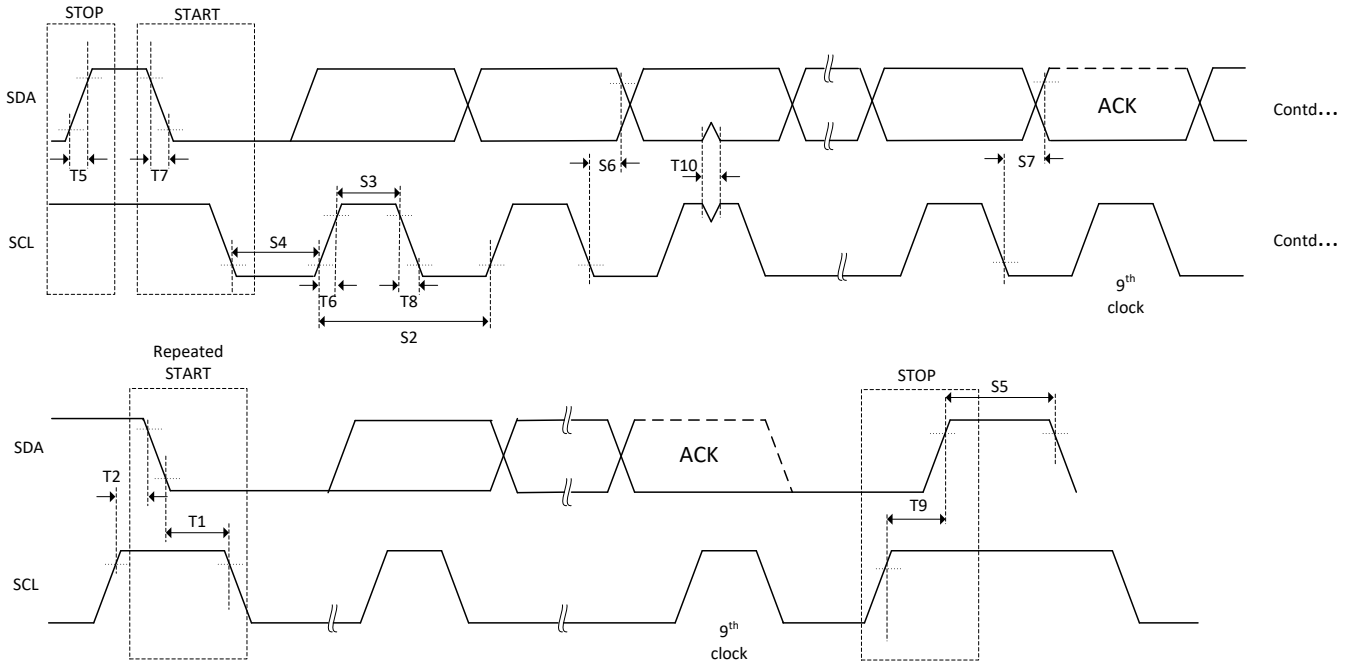 STOP
START
SDA
ACK
Contd...
T5
T7
S6
T10
S7
S3
SCL
S4
Contd...
T6
T8
9th
clock
S2
Repeated
START
STOP
S5
SDA
ACK
T2
T9
T1
SCL
9th
clock